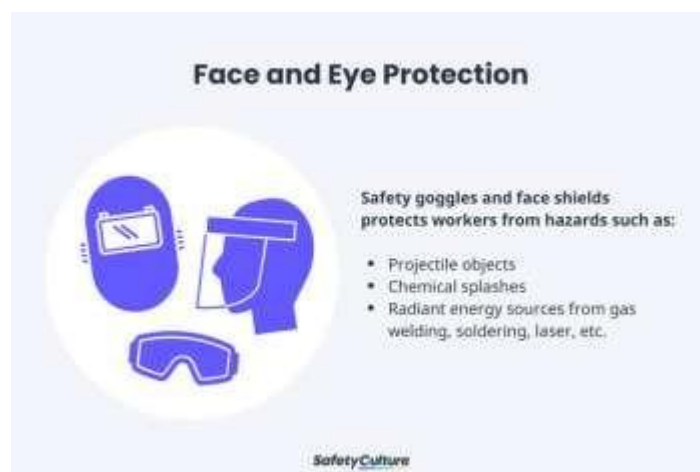 Face and Eye Protection
Safety goggles and face shields
protects workers from hazards such as:
• Projectile objects
• Chemical splashes
• Radiant energy sources from gas
welding, soldering, laser, etc.
SafetyCulture